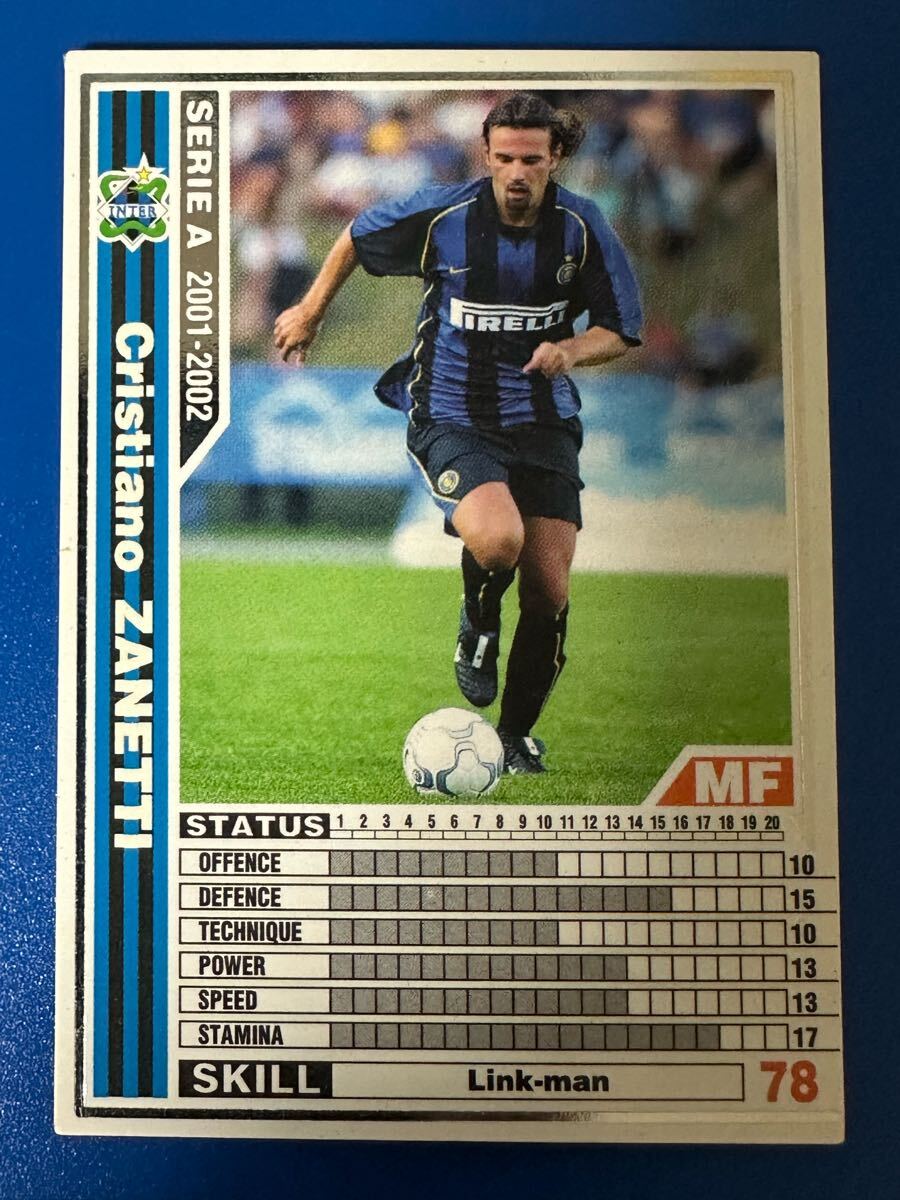 INTER
SERIE A 2001-2002
Cristiano ZANETTI
PIRELLI
MF
STATUS 1 2 3 4 5 6 7 8 9 10 11 12 13 14 15 16 17 18 19 20
OFFENCE 10
DEFENCE 15
TECHNIQUE 10
POWER 13
SPEED 13
STAMINA 17
SKILL Link-man 78